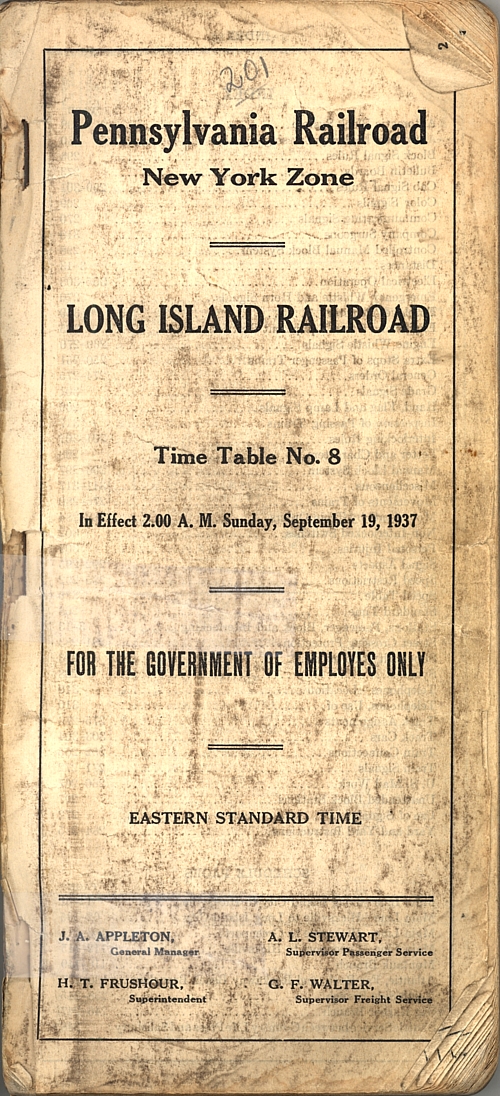 201
Pennsylvania Railroad
New York Zone
LONG ISLAND RAILROAD
Time Table No. 8
In Effect 2.00 A. M. Sunday, September 19, 1937
FOR THE GOVERNMENT OF EMPLOYES ONLY
EASTERN STANDARD TIME
J. A. APPLETON,
General Manager
A. L. STEWART,
Supervisor Passenger Service
H. T. FRUSHOUR,
Superintendent
G. F. WALTER,
Supervisor Freight Service